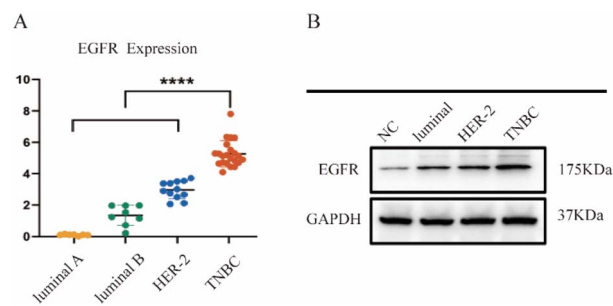 A
EGFR Expression
****
10
8
6
4
2
0
luminal A
luminal B
HER-2
TNBC
B
NC
luminal
HER-2
TNBC
EGFR
175KDa
GAPDH
37KDa